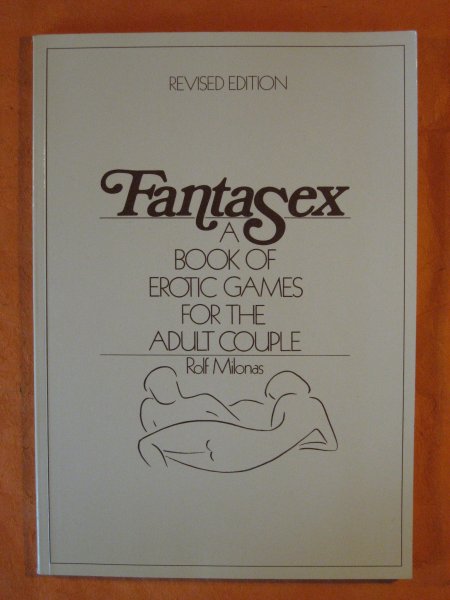 REVISED EDITION
FantaSex
A
BOOK OF
EROTIC GAMES
FOR THE
ADULT COUPLE
Rolf Milonas